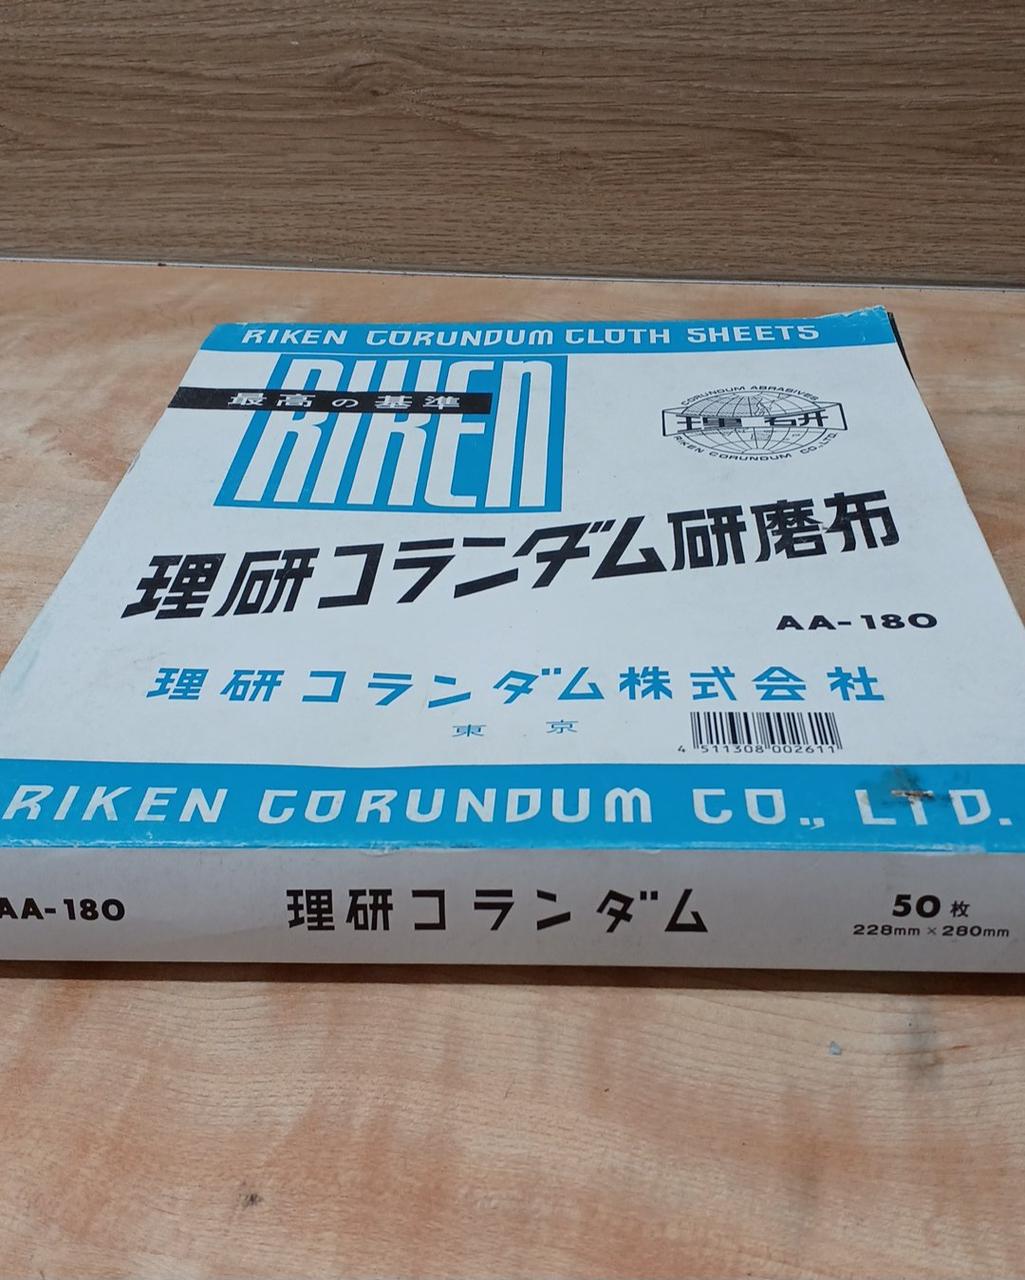 RIKEN CORUNDUM CLOTH SHEETS
RIKEN
最高の基準
CORUNDUM ABRASIVES
理研
RIKEN CORUNDUM CO., LTD.
理研コランダム研磨布
AA-180
理研コランダム株式会社
東京
4 511308 002611
RIKEN CORUNDUM CO., LTD.
AA-180
理研コランダム
50枚
228mm×280mm